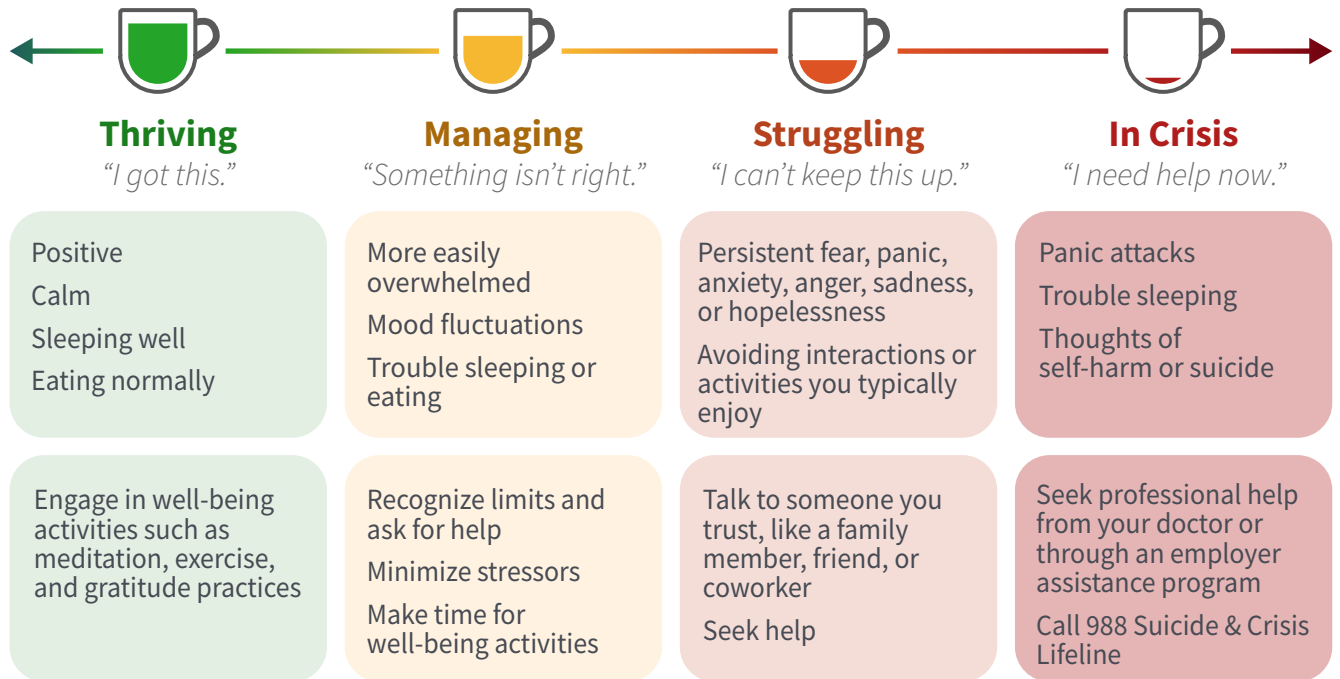 Thriving
“I got this.”
Positive
Calm
Sleeping well
Eating normally
Engage in well-being
activities such as
meditation, exercise,
and gratitude practices
Managing
“Something isn’t right.”
More easily
overwhelmed
Mood fluctuations
Trouble sleeping or
eating
Recognize limits and
ask for help
Minimize stressors
Make time for
well-being activities
Struggling
“I can’t keep this up.”
Persistent fear, panic,
anxiety, anger, sadness,
or hopelessness
Avoiding interactions or
activities you typically
enjoy
Talk to someone you
trust, like a family
member, friend, or
coworker
Seek help
In Crisis
“I need help now.”
Panic attacks
Trouble sleeping
Thoughts of
self-harm or suicide
Seek professional help
from your doctor or
through an employer
assistance program
Call 988 Suicide & Crisis
Lifeline